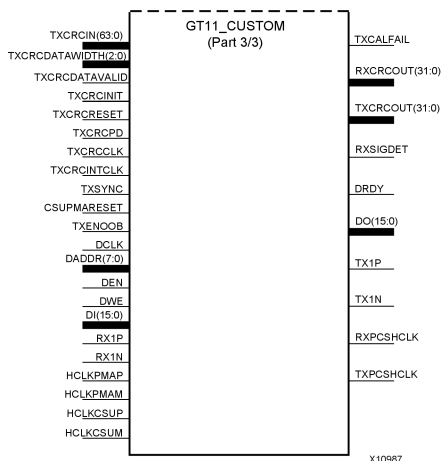 GT11_CUSTOM
(Part 3/3)
TXCRCIN(63:0)
TXCRCDATAWIDTH(2:0)
TXCRCDATAVALID
TXCRCINIT
TXCRCRESET
TXCRCPD
TXCRCCLK
TXCRCINTCLK
TXSYNC
CSUPMARESET
TXENOOB
DCLK
DADDR(7:0)
DEN
DWE
DI(15:0)
RX1P
RX1N
HCLKPMAP
HCLKPMAM
HCLKCSUP
HCLKCSUM
TXCALFAIL
RXCRCOUT(31:0)
TXCRCOUT(31:0)
RXSIGDET
DRDY
DO(15:0)
TX1P
TX1N
RXPCSHCLK
TXPCSHCLK
X10987